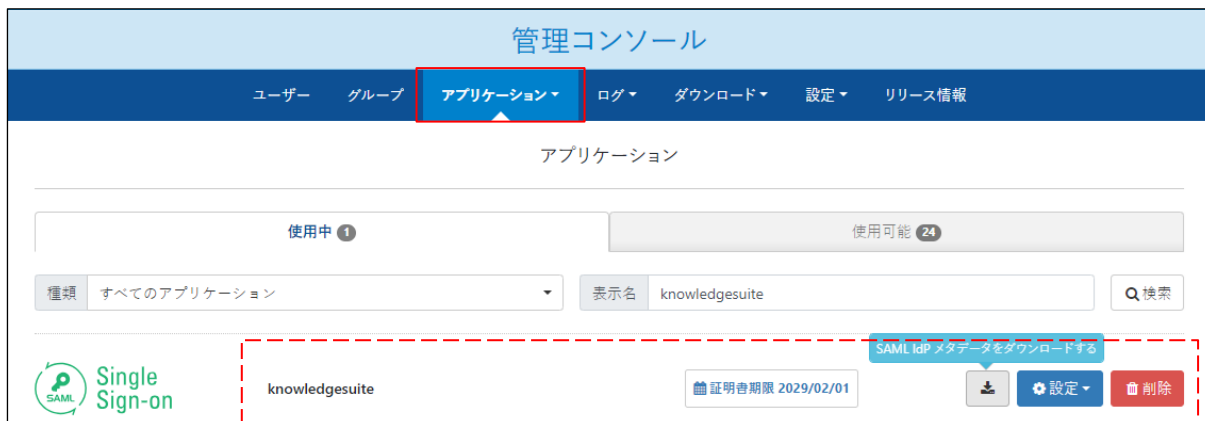 管理コンソール
ユーザー グループ アプリケーション ログ ダウンロード 設定 リリース情報
アプリケーション
使用中 1 使用可能 24
種類 すべてのアプリケーション 表示名 knowledgesuite 検索
SAML IdP メタデータをダウンロードする
SAML Single Sign-on knowledgesuite 証明書期限 2029/02/01 設定 削除